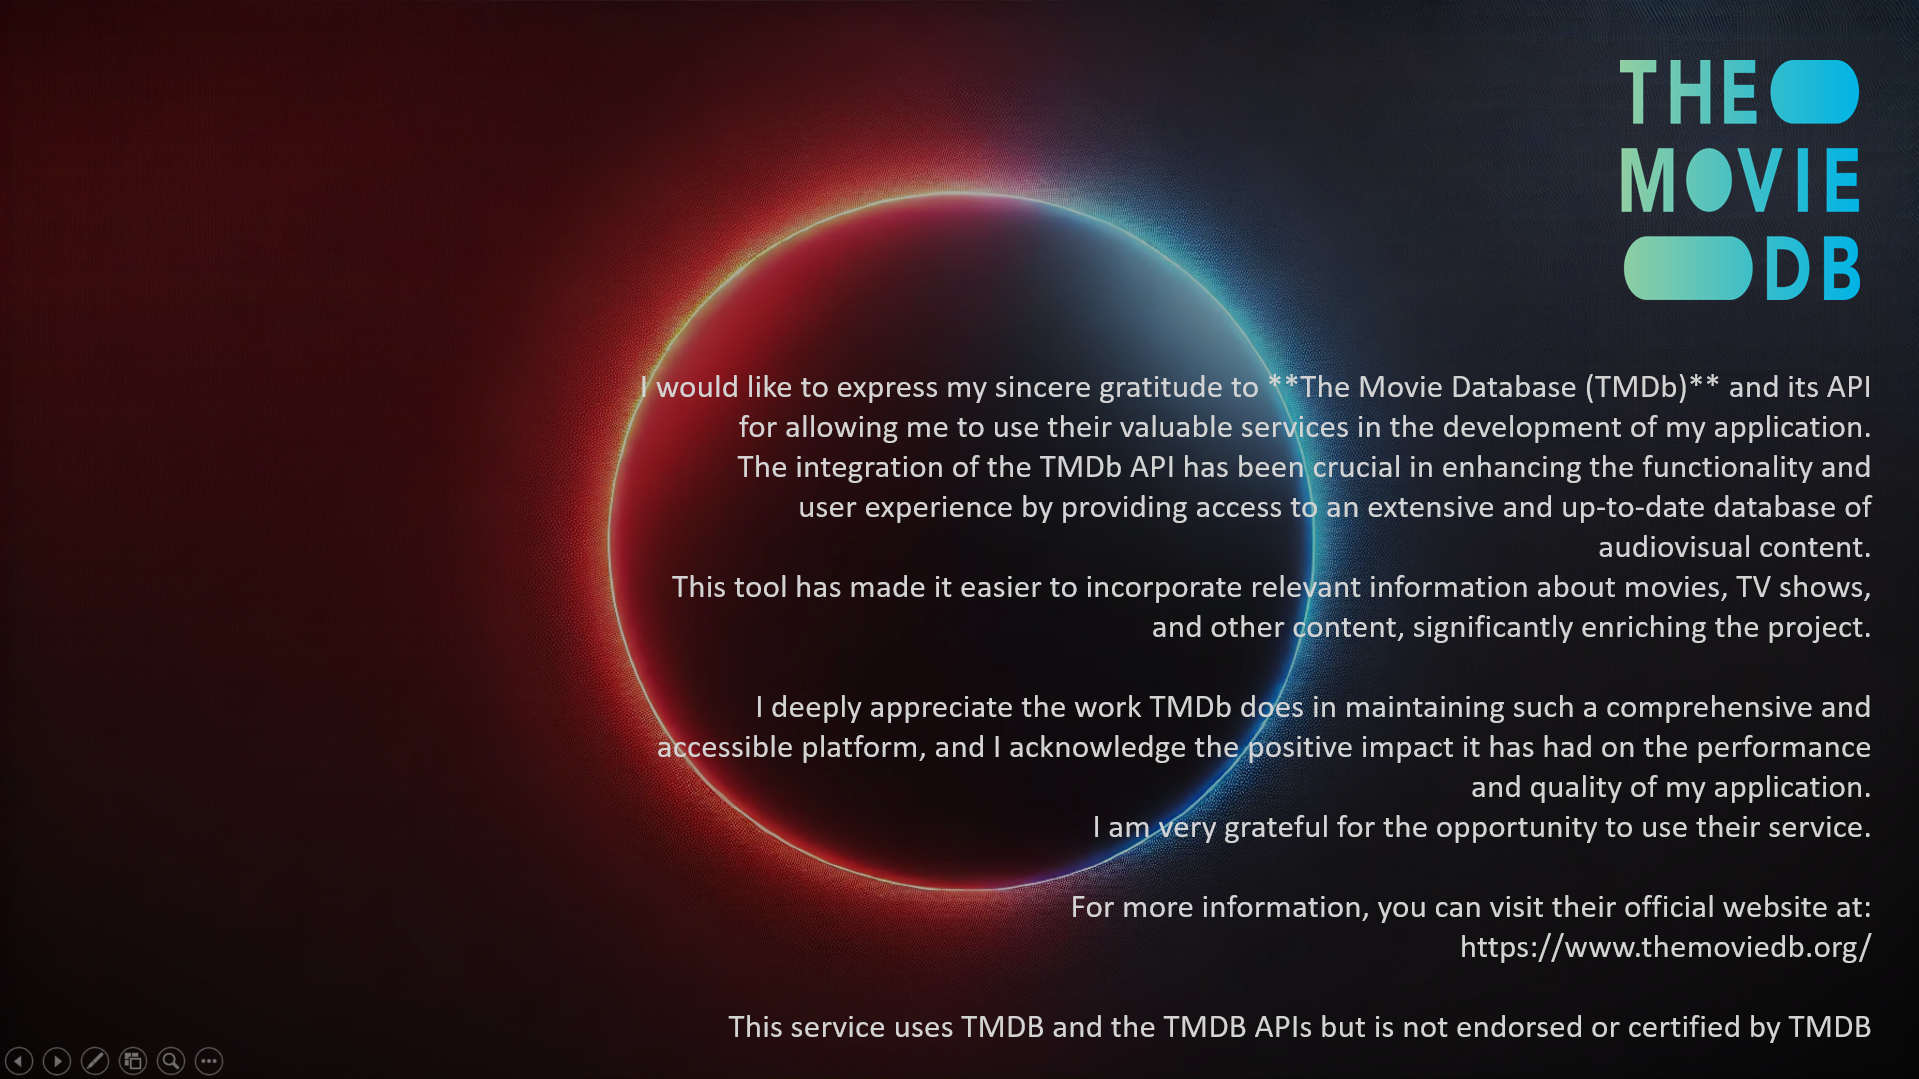 THE
MOVIE
DB
I would like to express my sincere gratitude to **The Movie Database (TMDb)** and its API
for allowing me to use their valuable services in the development of my application.
The integration of the TMDb API has been crucial in enhancing the functionality and
user experience by providing access to an extensive and up-to-date database of
audiovisual content.
This tool has made it easier to incorporate relevant information about movies, TV shows,
and other content, significantly enriching the project.
I deeply appreciate the work TMDb does in maintaining such a comprehensive and
accessible platform, and I acknowledge the positive impact it has had on the performance
and quality of my application.
I am very grateful for the opportunity to use their service.
For more information, you can visit their official website at:
https://www.themoviedb.org/
This service uses TMDB and the TMDB APIs but is not endorsed or certified by TMDB